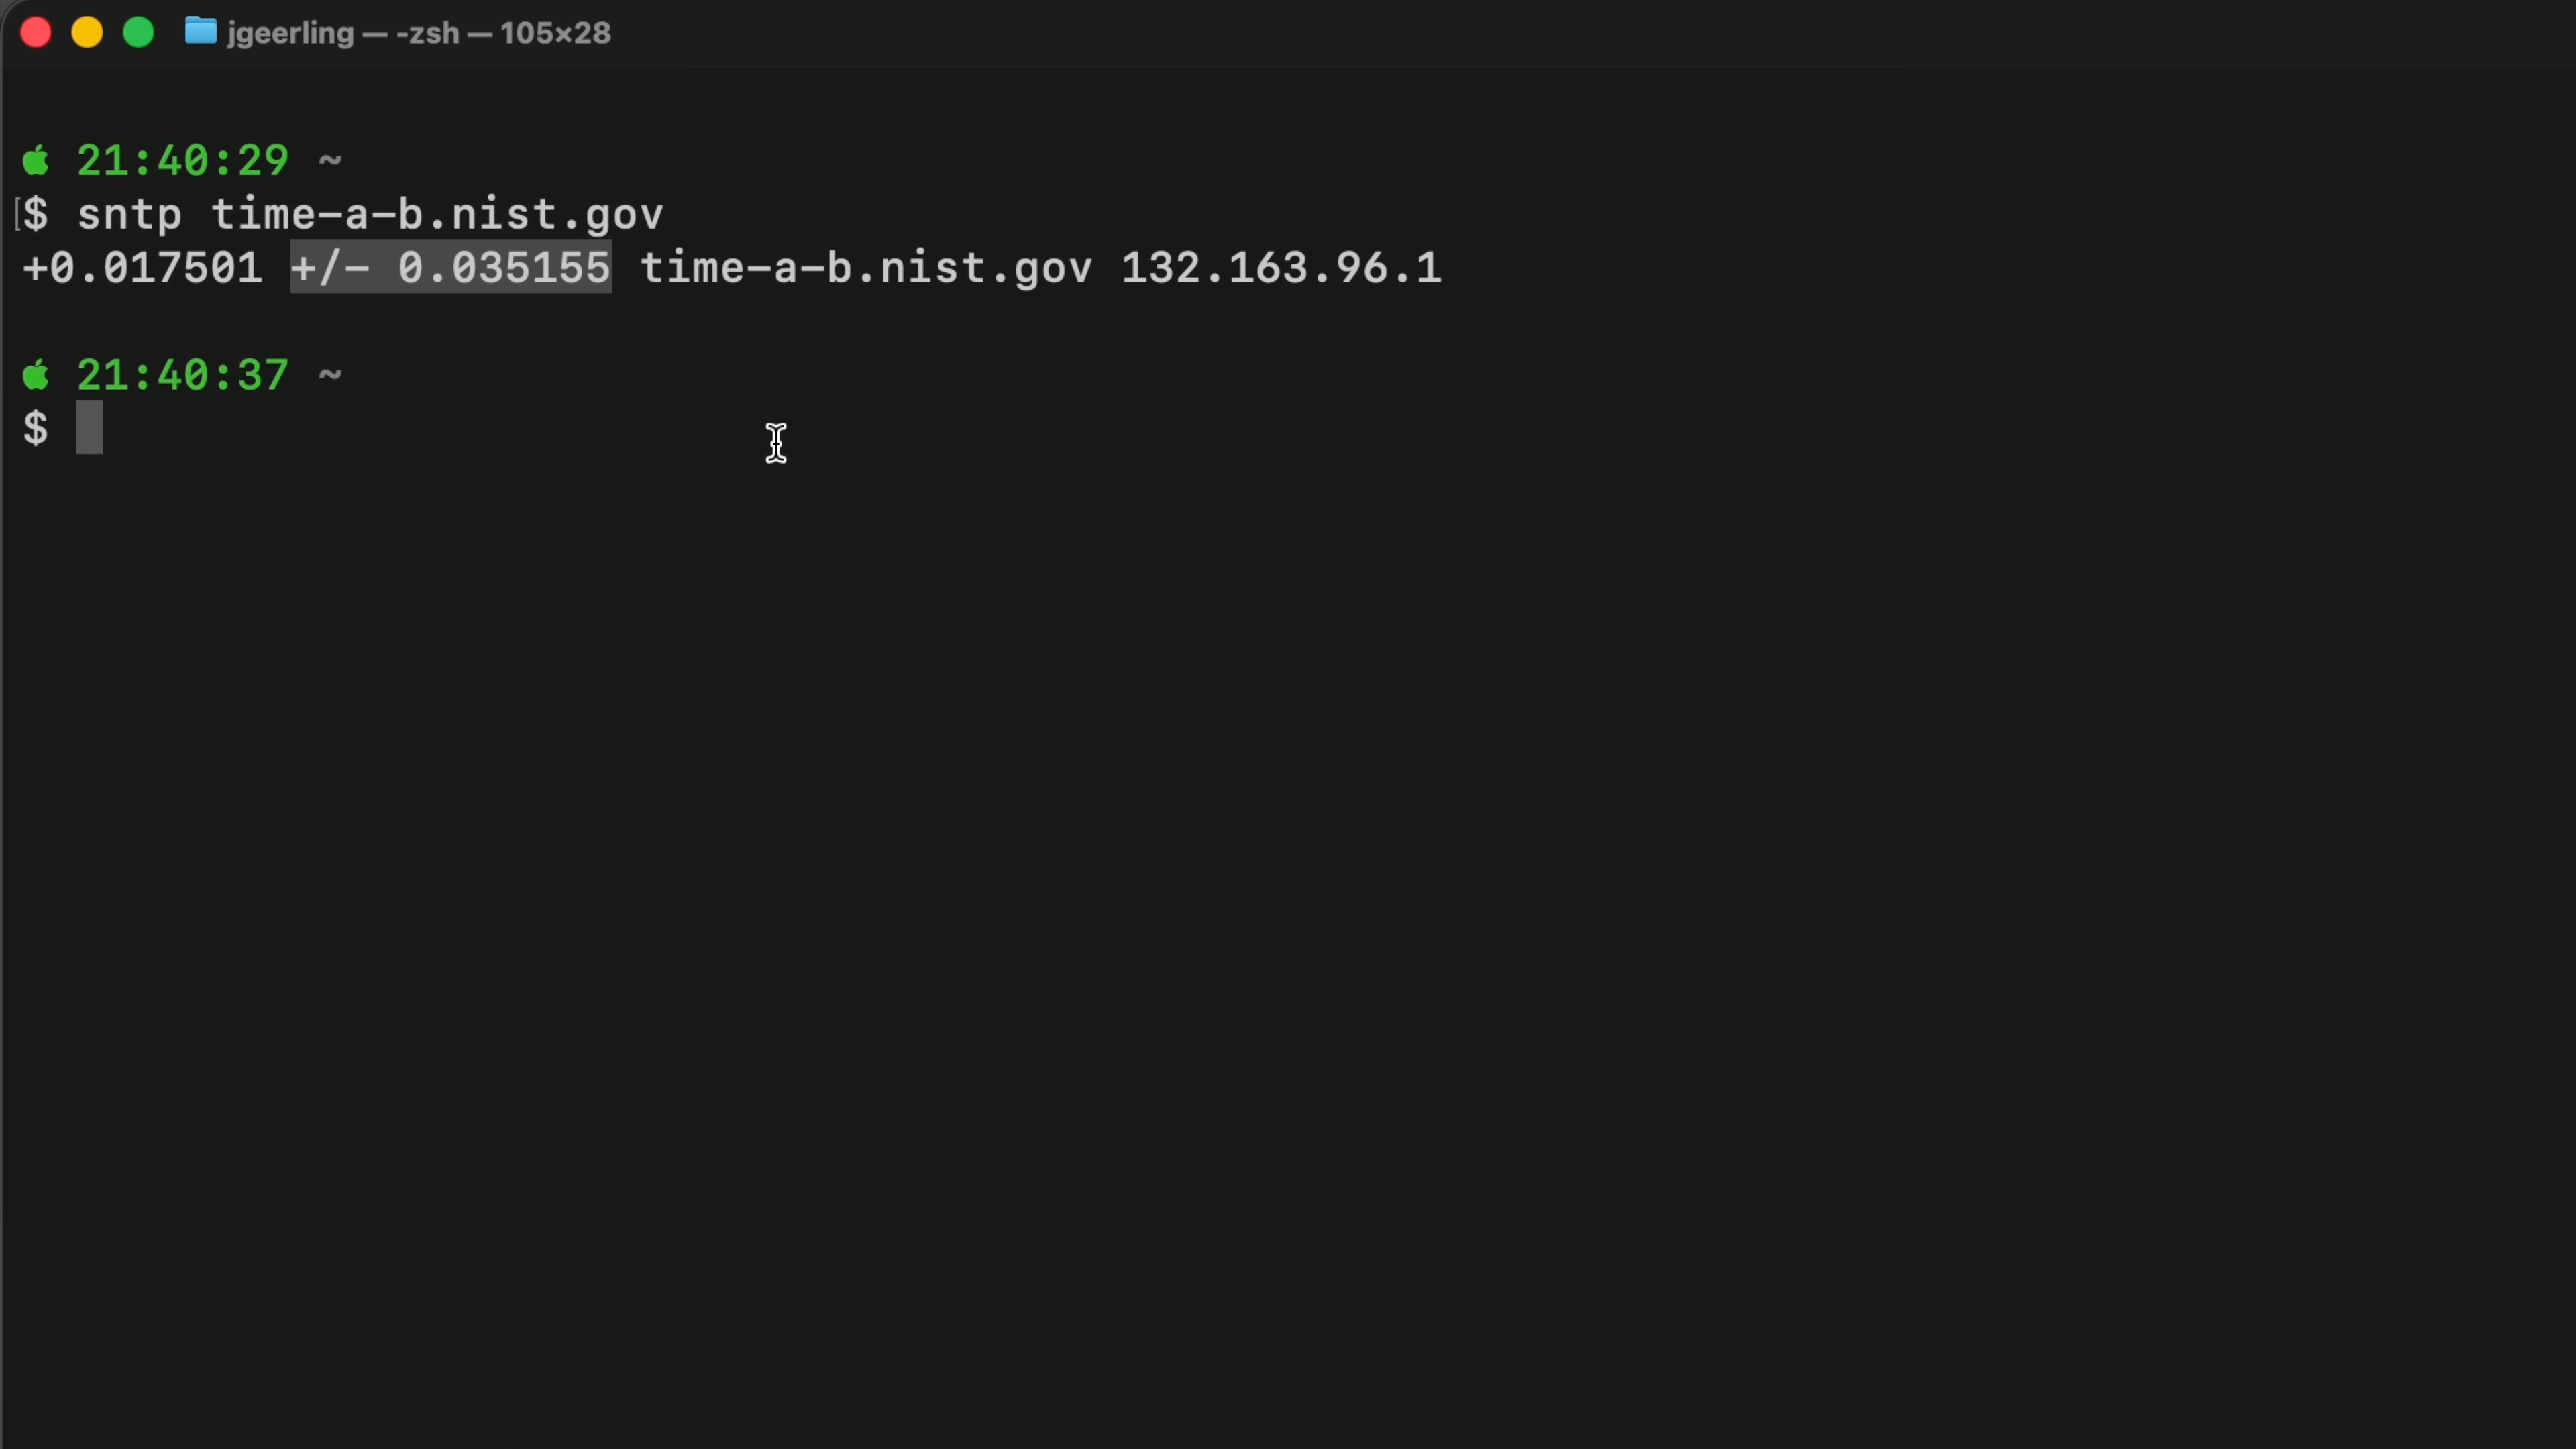 jgeerling — -zsh — 105×28
21:40:29 ~
[$ sntp time-a-b.nist.gov
+0.017501 +/- 0.035155 time-a-b.nist.gov 132.163.96.1
21:40:37 ~
$